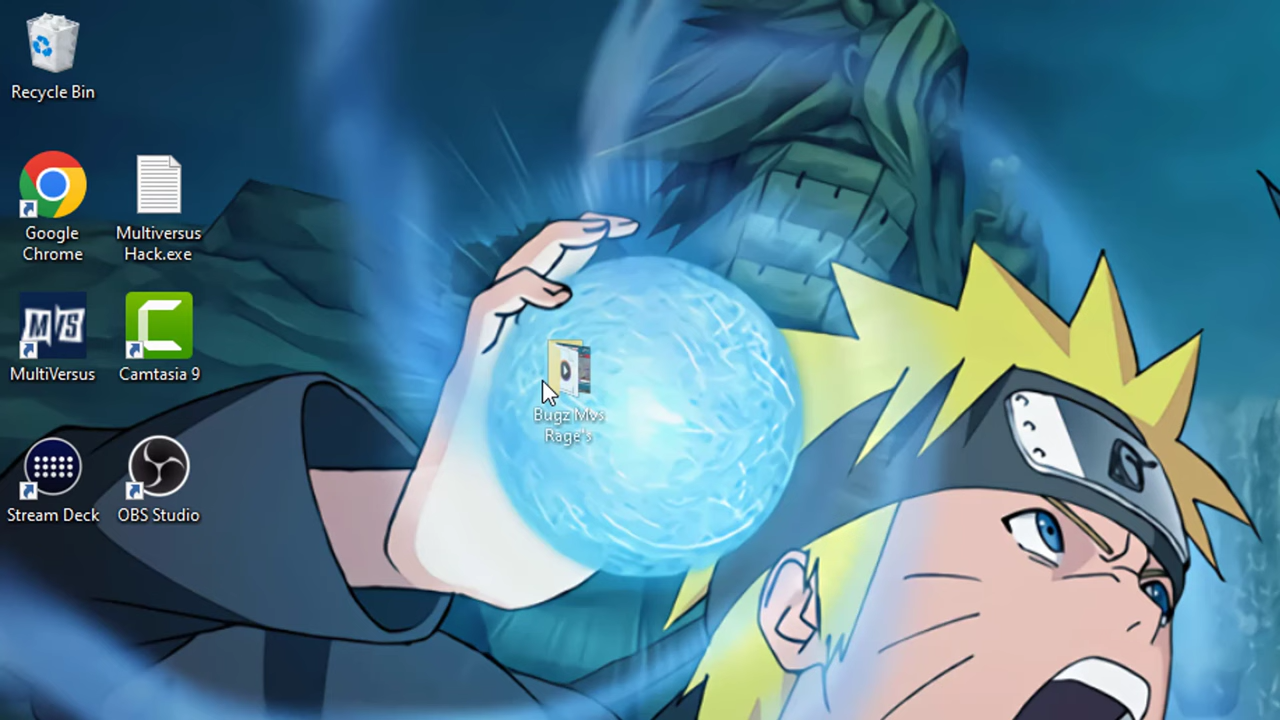 Recycle Bin
Google
Chrome
Multiversus
Hack.exe
M/S
MultiVersus
Camtasia 9
Bugz Mvs
Rage's
Stream Deck
OBS Studio